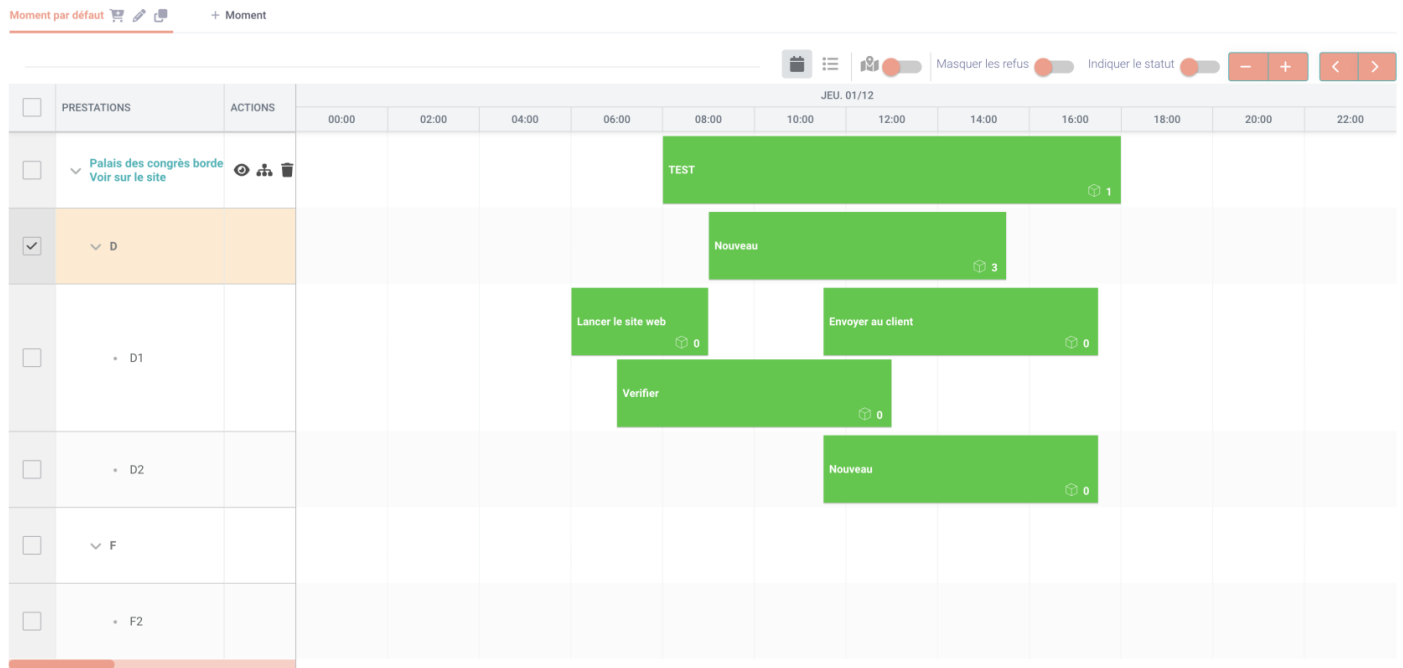 Moment par défaut
+ Moment
Masquer les refus
Indiquer le statut
− +
PRESTATIONS
ACTIONS
JEU. 01/12
00:00 02:00 04:00 06:00 08:00 10:00 12:00 14:00 16:00 18:00 20:00 22:00
Palais des congrès borde
Voir sur le site
TEST
1
D
Nouveau
3
D1
Lancer le site web
0
Envoyer au client
0
Verifier
0
D2
Nouveau
0
F
F2